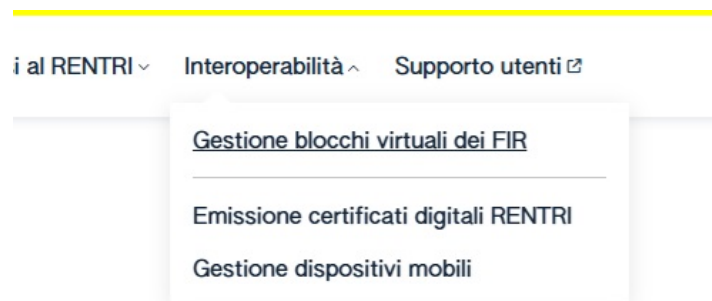 al RENTRI Interoperabilità Supporto utenti
Gestione blocchi virtuali dei FIR
Emissione certificati digitali RENTRI
Gestione dispositivi mobili